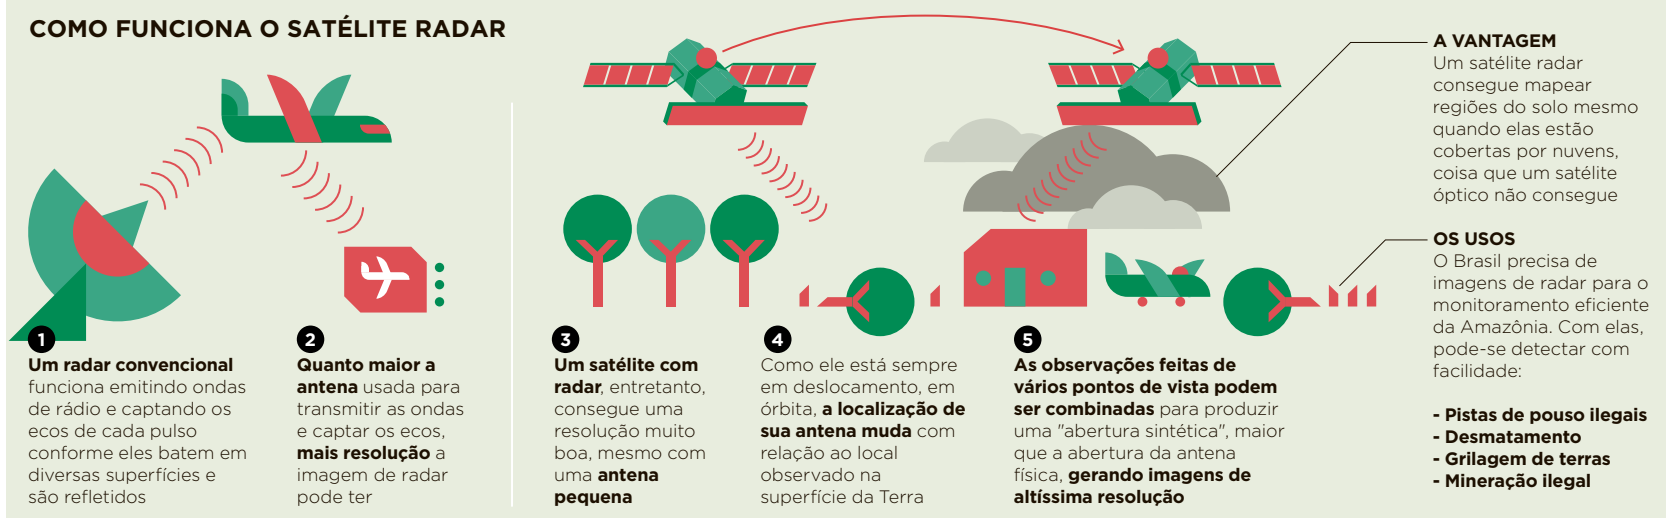 COMO FUNCIONA O SATÉLITE RADAR
1
Um radar convencional
funciona emitindo ondas
de rádio e captando os
ecos de cada pulso
conforme eles batem em
diversas superfícies e
são refletidos
2
Quanto maior a
antena usada para
transmitir as ondas
e captar os ecos,
mais resolução a
imagem de radar
pode ter
3
Um satélite com
radar, entretanto,
consegue uma
resolução muito
boa, mesmo com
uma antena
pequena
4
Como ele está sempre
em deslocamento, em
órbita, a localização de
sua antena muda com
relação ao local
observado na
superfície da Terra
5
As observações feitas de
vários pontos de vista podem
ser combinadas para produzir
uma "abertura sintética", maior
que a abertura da antena
física, gerando imagens de
altíssima resolução
A VANTAGEM
Um satélite radar
consegue mapear
regiões do solo mesmo
quando elas estão
cobertas por nuvens,
coisa que um satélite
óptico não consegue
OS USOS
O Brasil precisa de
imagens de radar para o
monitoramento eficiente
da Amazônia. Com elas,
pode-se detectar com
facilidade:
- Pistas de pouso ilegais
- Desmatamento
- Grilagem de terras
- Mineração ilegal